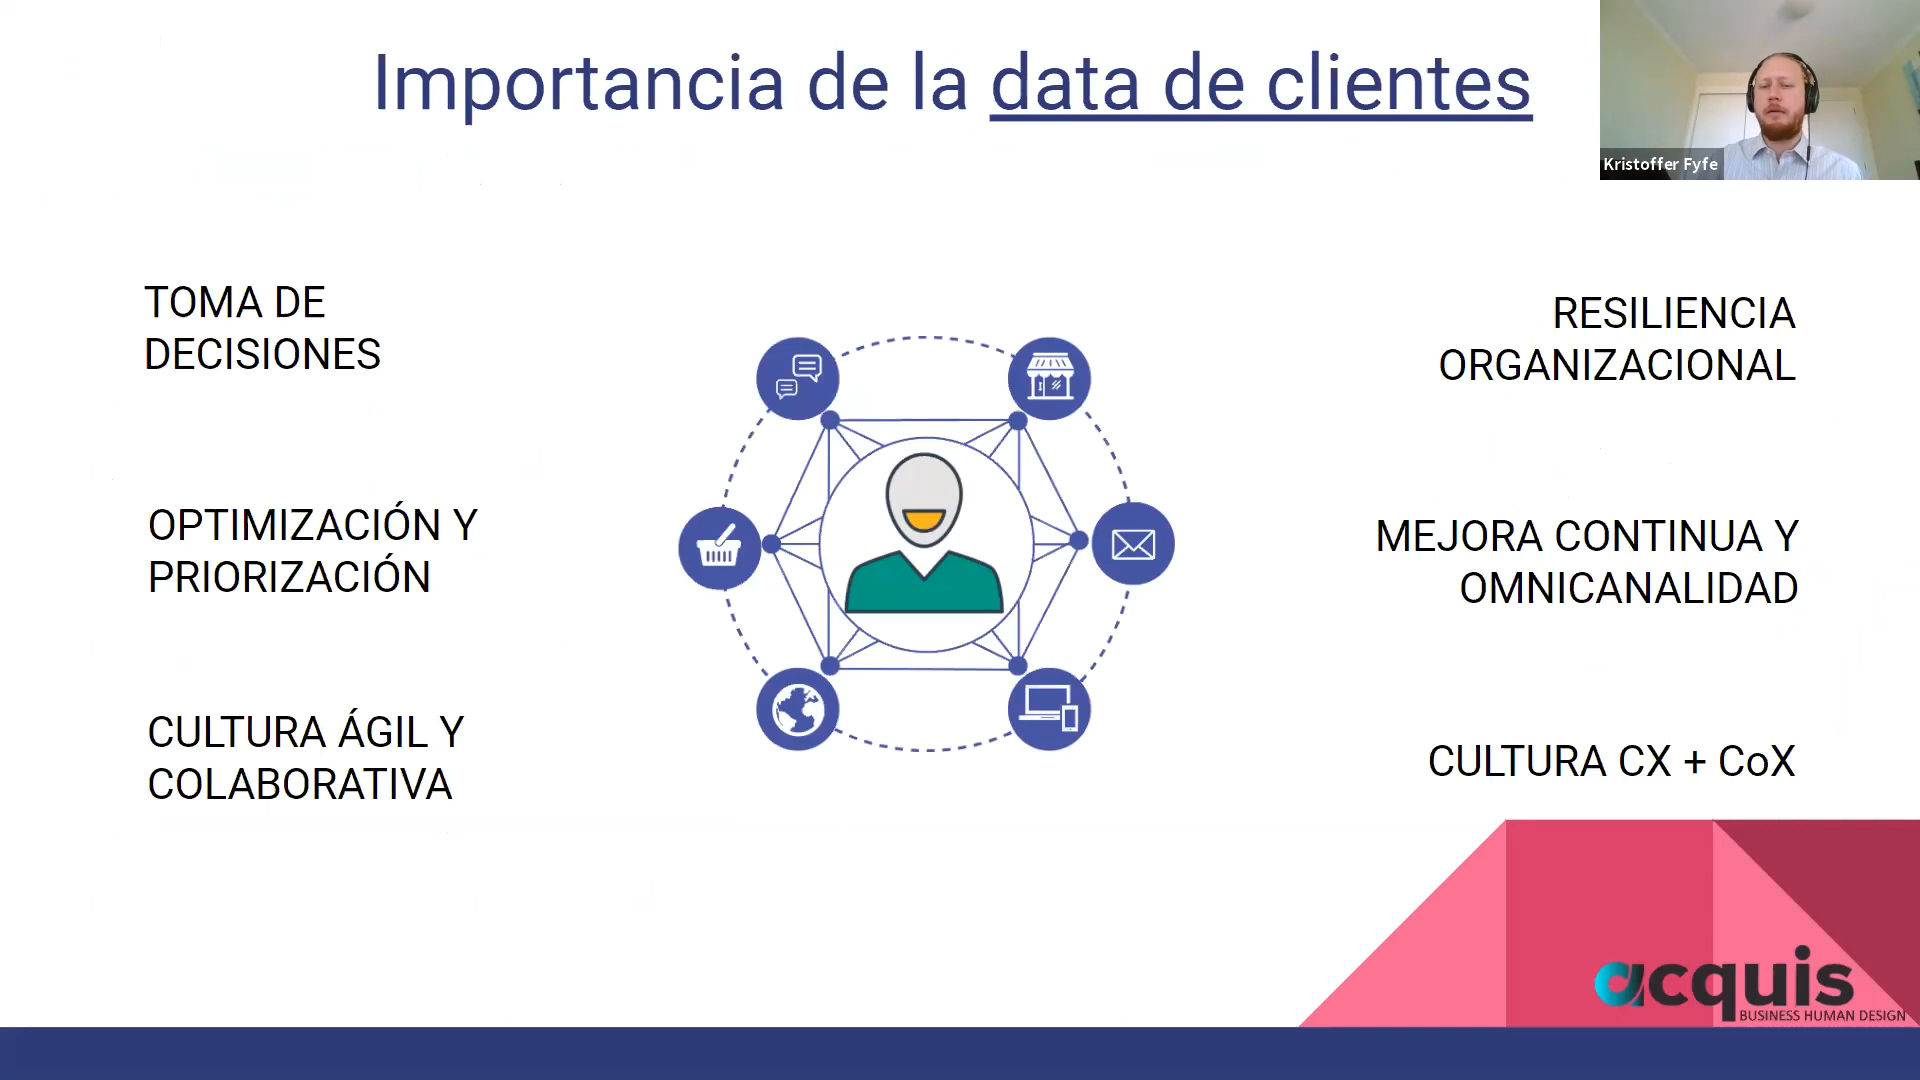 Importancia de la data de clientes
Kristoffer Fyfe
TOMA DE
DECISIONES
OPTIMIZACIÓN Y
PRIORIZACIÓN
CULTURA ÁGIL Y
COLABORATIVA
RESILIENCIA
ORGANIZACIONAL
MEJORA CONTINUA Y
OMNICANALIDAD
CULTURA CX + CoX
acquis
BUSINESS HUMAN DESIGN